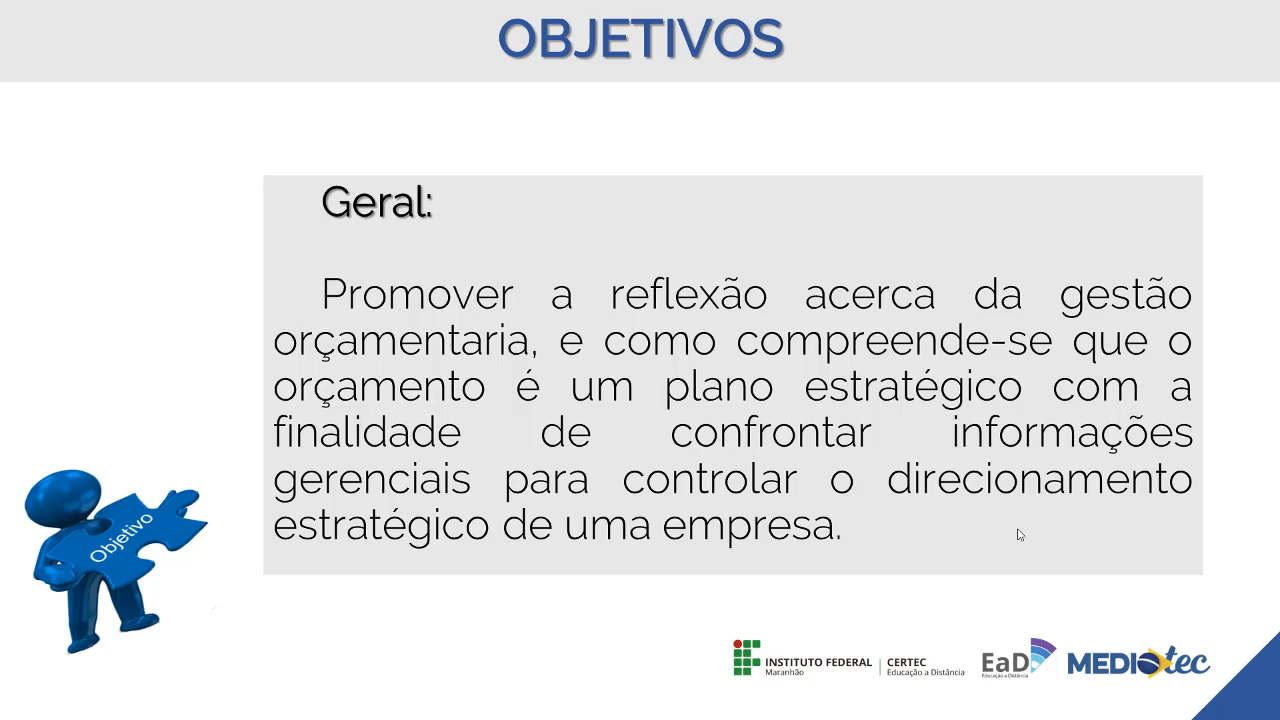 OBJETIVOS
Geral:
Promover a reflexão acerca da gestão
orçamentaria, e como compreende-se que o
orçamento é um plano estratégico com a
finalidade de confrontar informações
gerenciais para controlar o direcionamento
estratégico de uma empresa.
Objetivo
INSTITUTO FEDERAL
Maranhão
CERTEC
Educação a Distância
EaD
Educação a Distância
MEDIOtec